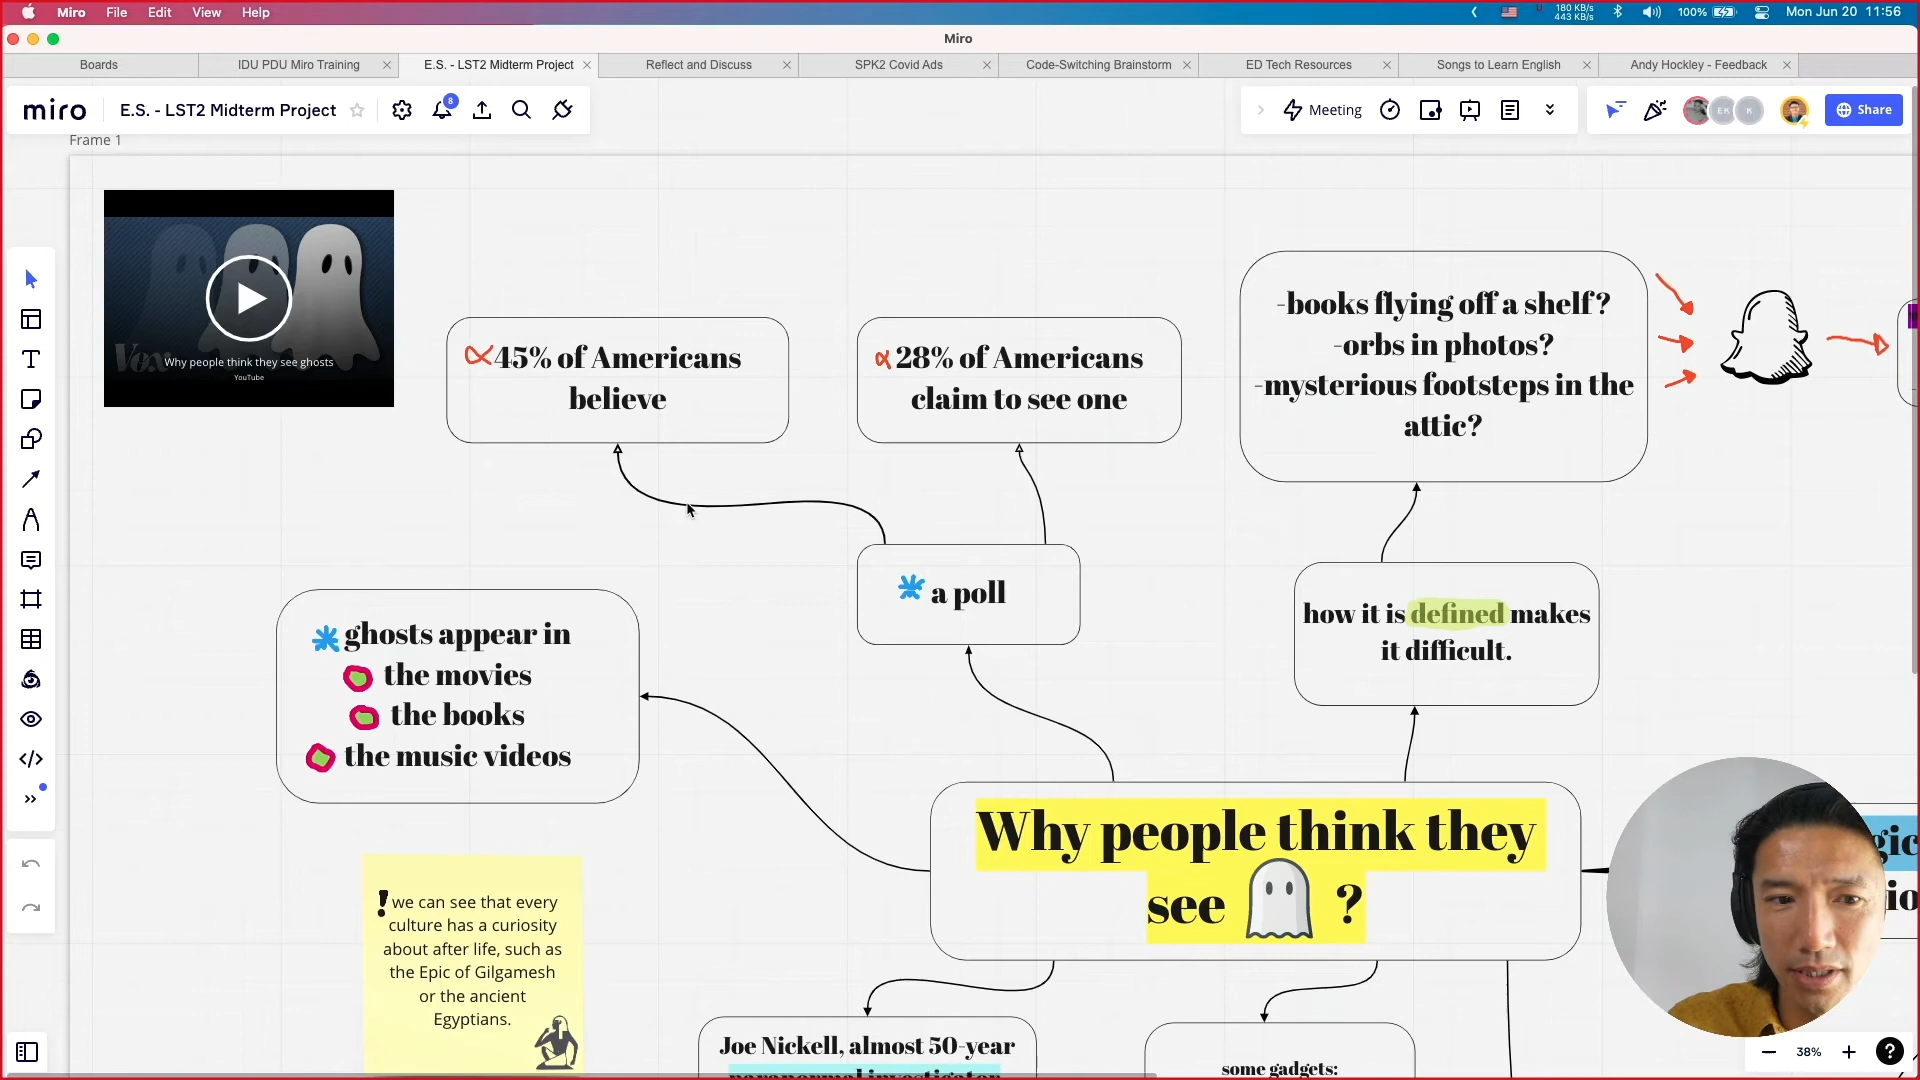 Miro File Edit View Help
180 KB/s
443 KB/s
100%
Mon Jun 20 11:56
Miro
Boards
IDU PDU Miro Training
E.S. - LST2 Midterm Project
Reflect and Discuss
SPK2 Covid Ads
Code-Switching Brainstorm
ED Tech Resources
Songs to Learn English
Andy Hockley - Feedback
miro
E.S. - LST2 Midterm Project
8
Meeting
EK
K
Share
Frame 1
Vox
Why people think they see ghosts
YouTube
45% of Americans
believe
28% of Americans
claim to see one
-books flying off a shelf?
-orbs in photos?
-mysterious footsteps in the
attic?
a poll
how it is defined makes
it difficult.
ghosts appear in
the movies
the books
the music videos
Why people think they
see ?
! we can see that every
culture has a curiosity
about after life, such as
the Epic of Gilgamesh
or the ancient
Egyptians.
Joe Nickell, almost 50-year
paranormal investigator
some gadgets:
38%